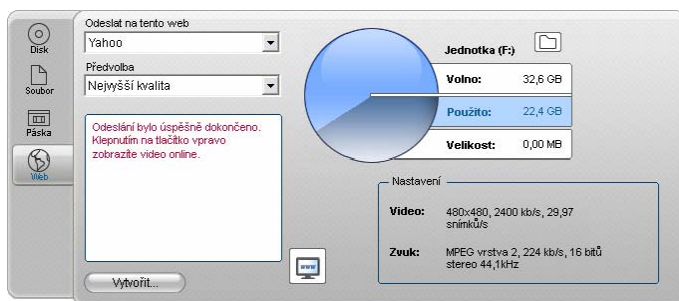 Disk
Soubor
Páska
Web
Odeslat na tento web
Yahoo
Předvolba
Nejvyšší kvalita
Odeslání bylo úspěšně dokončeno.
Klepnutím na tlačítko vpravo
zobrazíte video online.
Vytvořit...
www
Jednotka (F:)
Volno: 32,6 GB
Použito: 22,4 GB
Velikost: 0,00 MB
Nastavení
Video: 480x480, 2400 kb/s, 29,97
snímků/s
Zvuk: MPEG vrstva 2, 224 kb/s, 16 bitů
stereo 44,1kHz